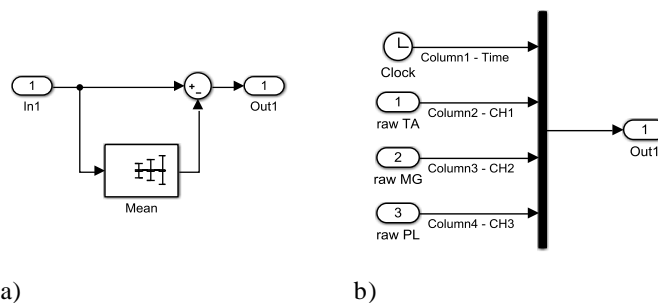 1
In1
+
−
1
Out1
Mean
a)
Clock
Column1 - Time
1
raw TA
Column2 - CH1
2
raw MG
Column3 - CH2
3
raw PL
Column4 - CH3
1
Out1
b)